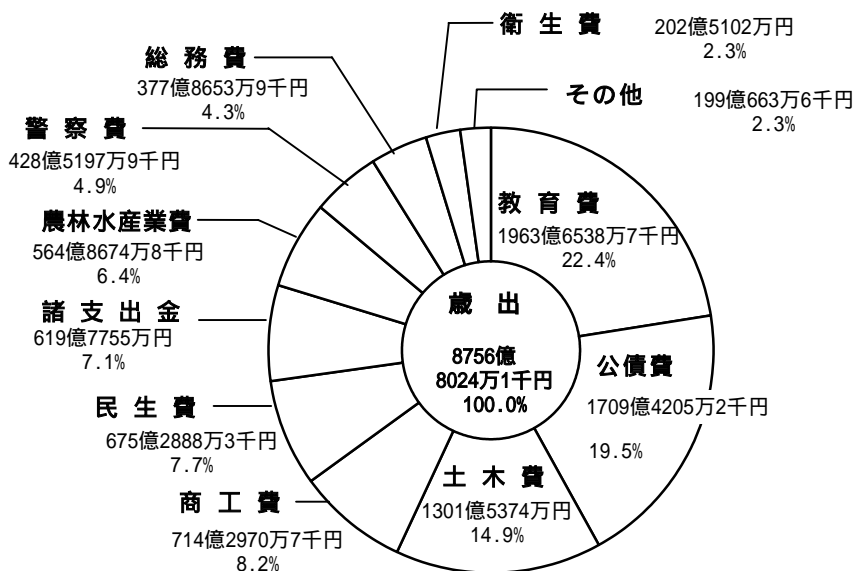 歳 出
8756億
8024万1千円
100.0%
教 育 費
1963億6538万7千円
22.4%
公債費
1709億4205万2千円
19.5%
土 木 費
1301億5374万円
14.9%
商 工 費
714億2970万7千円
8.2%
民 生 費
675億2888万3千円
7.7%
諸 支 出 金
619億7755万円
7.1%
農林水産業費
564億8674万8千円
6.4%
警 察 費
428億5197万9千円
4.9%
総 務 費
377億8653万9千円
4.3%
衛 生 費
202億5102万円
2.3%
その他
199億663万6千円
2.3%